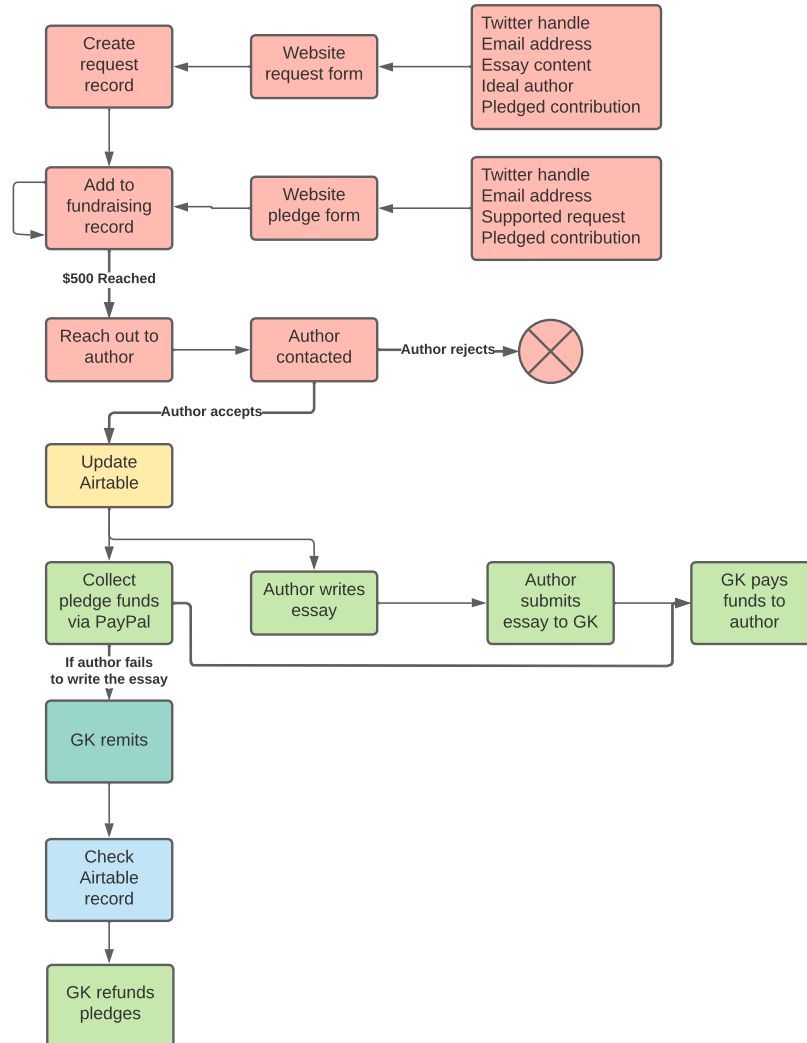 Create
request
record
Website
request form
Twitter handle
Email address
Essay content
Ideal author
Pledged contribution
Add to
fundraising
record
Website
pledge form
Twitter handle
Email address
Supported request
Pledged contribution
$500 Reached
Reach out to
author
Author
contacted
Author rejects
Author accepts
Update
Airtable
Collect
pledge funds
via PayPal
Author writes
essay
Author
submits
essay to GK
GK pays
funds to
author
If author fails
to write the essay
GK remits
Check
Airtable
record
GK refunds
pledges